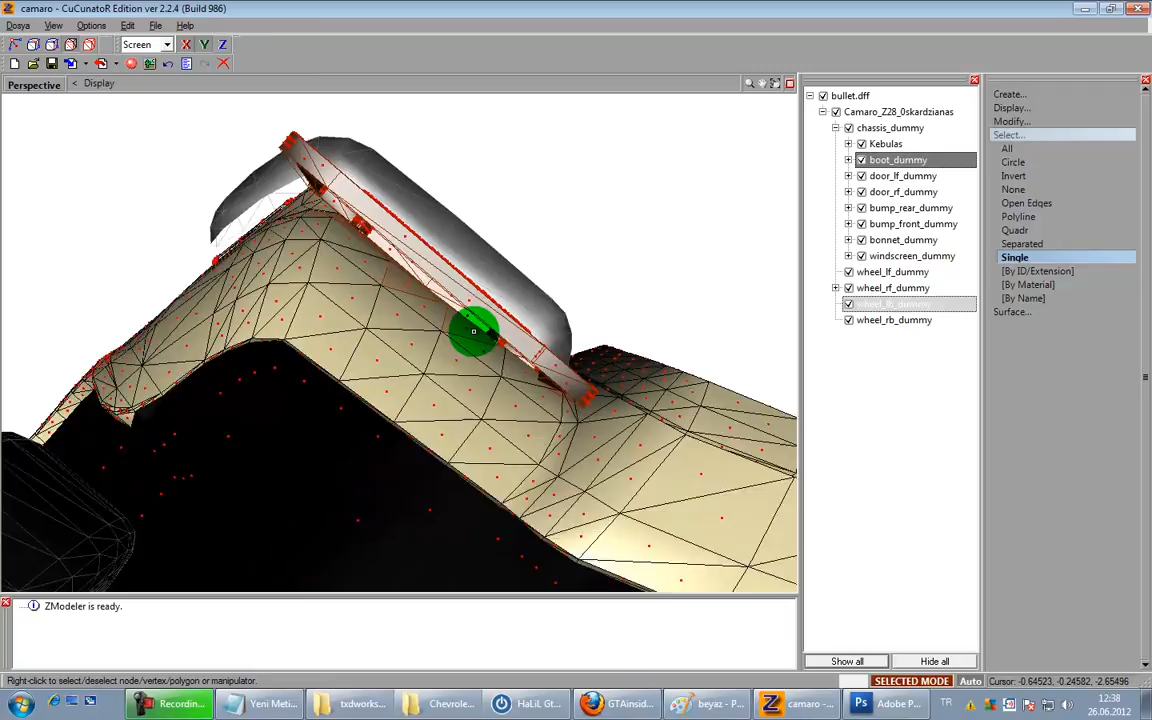 camaro - CuCunatoR Edition ver 2.2.4 (Build 986)
Dosya View Options Edit File Help
Screen X Y Z
Perspective < Display
bullet.dff
Camaro_Z28_0skardzianas
chassis_dummy
Kebulas
boot_dummy
door_lf_dummy
door_rf_dummy
bump_rear_dummy
bump_front_dummy
bonnet_dummy
windscreen_dummy
wheel_lf_dummy
wheel_rf_dummy
wheel_lb_dummy
wheel_rb_dummy
Show all Hide all
Create...
Display...
Modify...
Select...
All
Circle
Invert
None
Open Edges
Polyline
Quadr
Separated
Single
[By ID/Extension]
[By Material]
[By Name]
Surface...
ZModeler is ready.
Right-click to select/deselect node/vertex/polygon or manipulator.
SELECTED MODE Auto Cursor: -0.64523, -0.24582, -2.65496
Recordin... Yeni Meti... txdworks... Chevrole... HaLiL Gt... GTAinsid... beyaz - P... camaro -... Adobe P... TR 12:38
26.06.2012